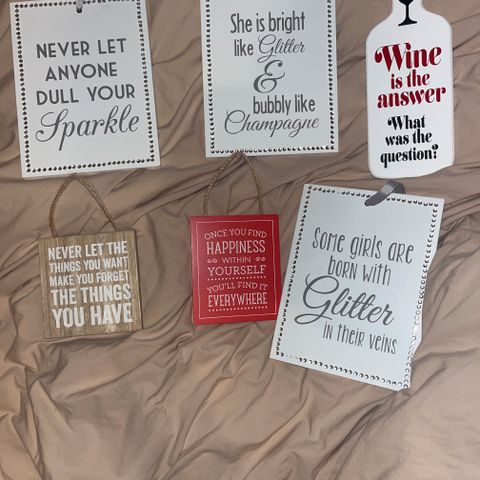 NEVER LET
ANYONE
DULL YOUR
Sparkle
She is bright
like Glitter
&
bubbly like
Champagne
Wine
is the
answer
What
was the
question?
NEVER LET THE
THINGS YOU WANT
MAKE YOU FORGET
THE THINGS
YOU HAVE
ONCE YOU FIND
HAPPINESS
WITHIN
YOURSELF
YOU'LL FIND IT
EVERYWHERE
Some girls are
born with
Glitter
in their veins